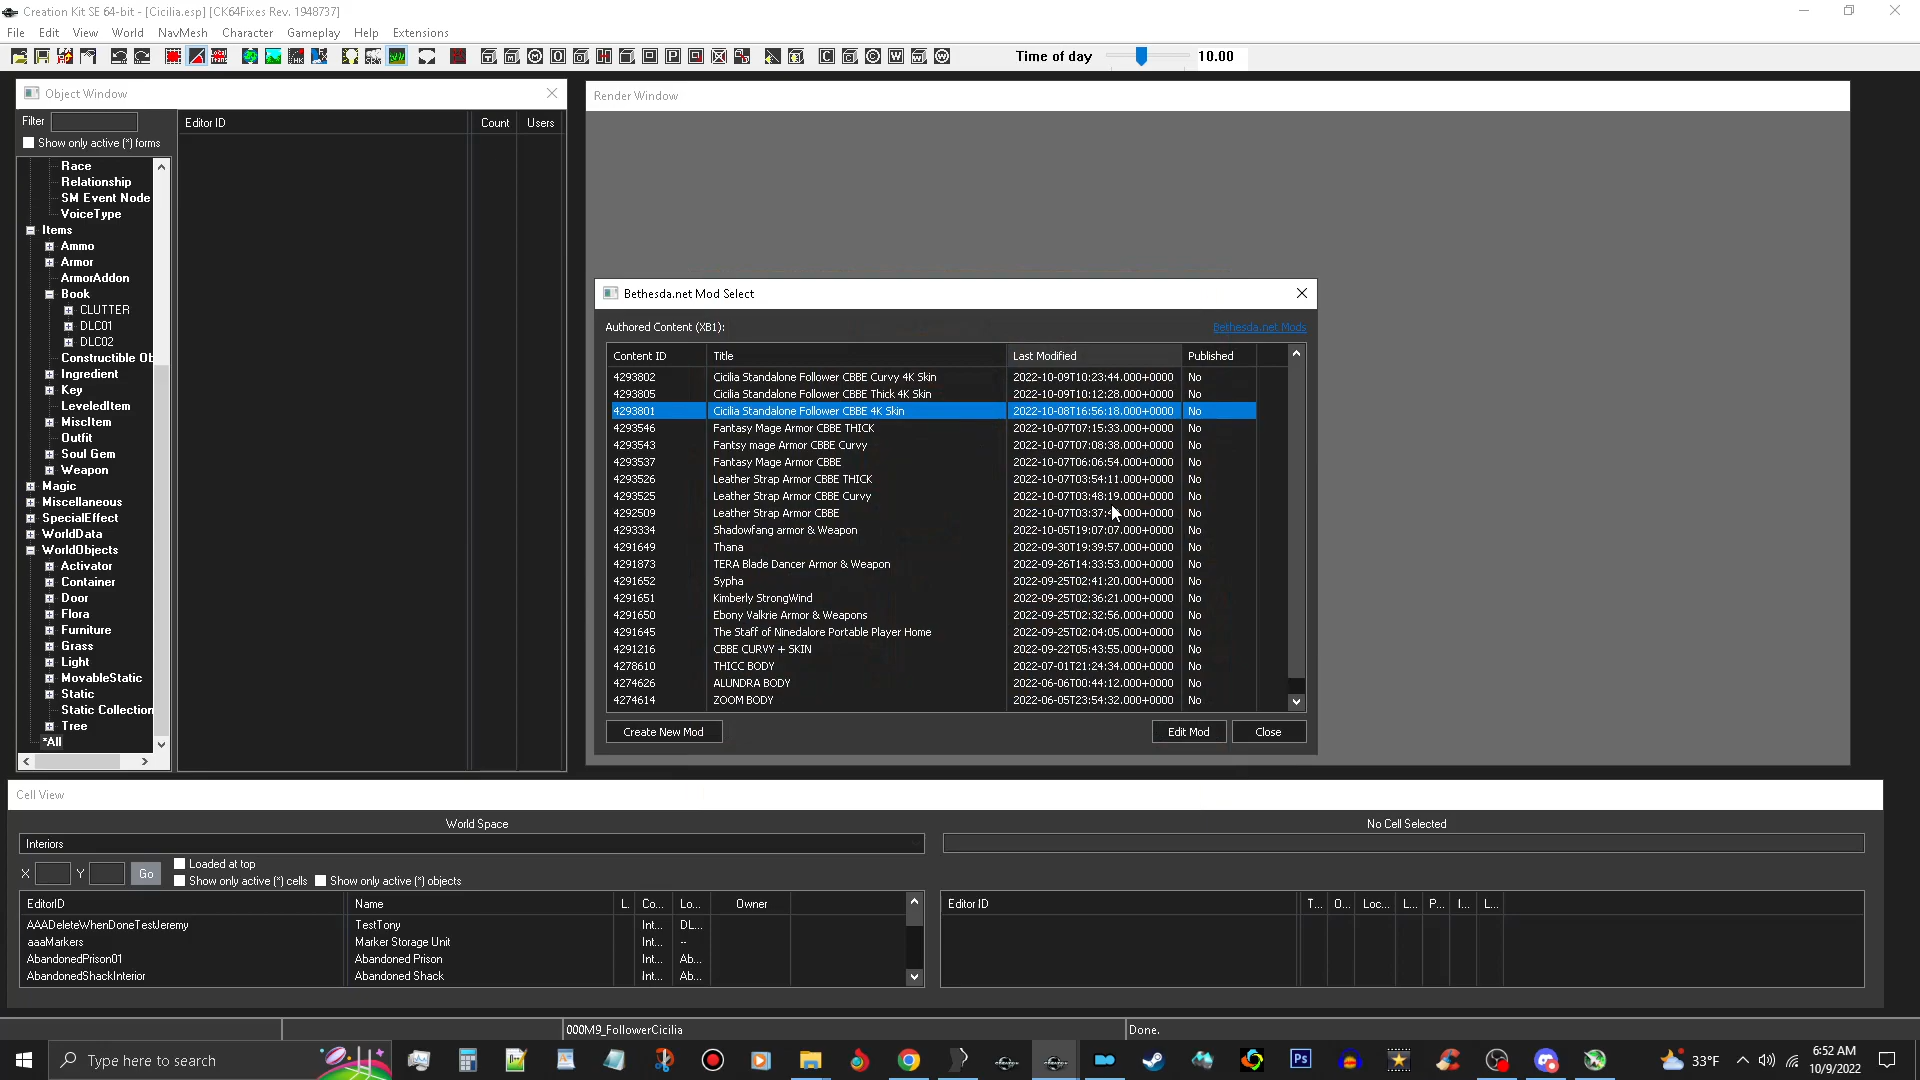 Creation Kit SE 64-bit - [Cicilia.esp] [CK64Fixes Rev. 1948737]
File Edit View World NavMesh Character Gameplay Help Extensions
Time of day 10.00
Object Window
Filter
Show only active (*) forms
Editor ID Count Users
Race
Relationship
SM Event Node
VoiceType
Items
Ammo
Armor
ArmorAddon
Book
CLUTTER
DLC01
DLC02
Constructible Ob
Ingredient
Key
LeveledItem
MiscItem
Outfit
Soul Gem
Weapon
Magic
Miscellaneous
SpecialEffect
WorldData
WorldObjects
Activator
Container
Door
Flora
Furniture
Grass
Light
MovableStatic
Static
Static Collection
Tree
*All
Render Window
Bethesda.net Mod Select
Authored Content (XB1): Bethesda.net Mods
Content ID Title Last Modified Published
4293802 Cicilia Standalone Follower CBBE Curvy 4K Skin 2022-10-09T10:23:44.000+0000 No
4293805 Cicilia Standalone Follower CBBE Thick 4K Skin 2022-10-09T10:12:28.000+0000 No
4293801 Cicilia Standalone Follower CBBE 4K Skin 2022-10-08T16:56:18.000+0000 No
4293546 Fantasy Mage Armor CBBE THICK 2022-10-07T07:15:33.000+0000 No
4293543 Fantsy mage Armor CBBE Curvy 2022-10-07T07:08:38.000+0000 No
4293537 Fantasy Mage Armor CBBE 2022-10-07T06:06:54.000+0000 No
4293526 Leather Strap Armor CBBE THICK 2022-10-07T03:54:11.000+0000 No
4293525 Leather Strap Armor CBBE Curvy 2022-10-07T03:48:19.000+0000 No
4292509 Leather Strap Armor CBBE No
4293334 Shadowfang armor & Weapon 2022-10-05T19:07:07.000+0000 No
4291649 Thana 2022-09-30T19:39:57.000+0000 No
4291873 TERA Blade Dancer Armor & Weapon 2022-09-26T14:33:53.000+0000 No
4291652 Sypha 2022-09-25T02:41:20.000+0000 No
4291651 Kimberly StrongWind 2022-09-25T02:36:21.000+0000 No
4291650 Ebony Valkrie Armor & Weapons 2022-09-25T02:32:56.000+0000 No
4291645 The Staff of Ninedalore Portable Player Home 2022-09-25T02:04:05.000+0000 No
4291216 CBBE CURVY + SKIN 2022-09-22T05:43:55.000+0000 No
4278610 THICC BODY 2022-07-01T21:24:34.000+0000 No
4274626 ALUNDRA BODY 2022-06-06T00:44:12.000+0000 No
4274614 ZOOM BODY 2022-06-05T23:54:32.000+0000 No
Create New Mod Edit Mod Close
Cell View
World Space No Cell Selected
Interiors
X Y Go
Loaded at top
Show only active (*) cells Show only active (*) objects
EditorID Name L. Co... Lo... Owner
AAADeleteWhenDoneTestJeremy TestTony Int... DL...
aaaMarkers Marker Storage Unit Int... --
AbandonedPrison01 Abandoned Prison Int... Ab...
AbandonedShackInterior Abandoned Shack Int... Ab...
Editor ID T... O... Loc... L... P... I... L...
000M9_FollowerCicilia Done.
Type here to search
33°F
6:52 AM
10/9/2022